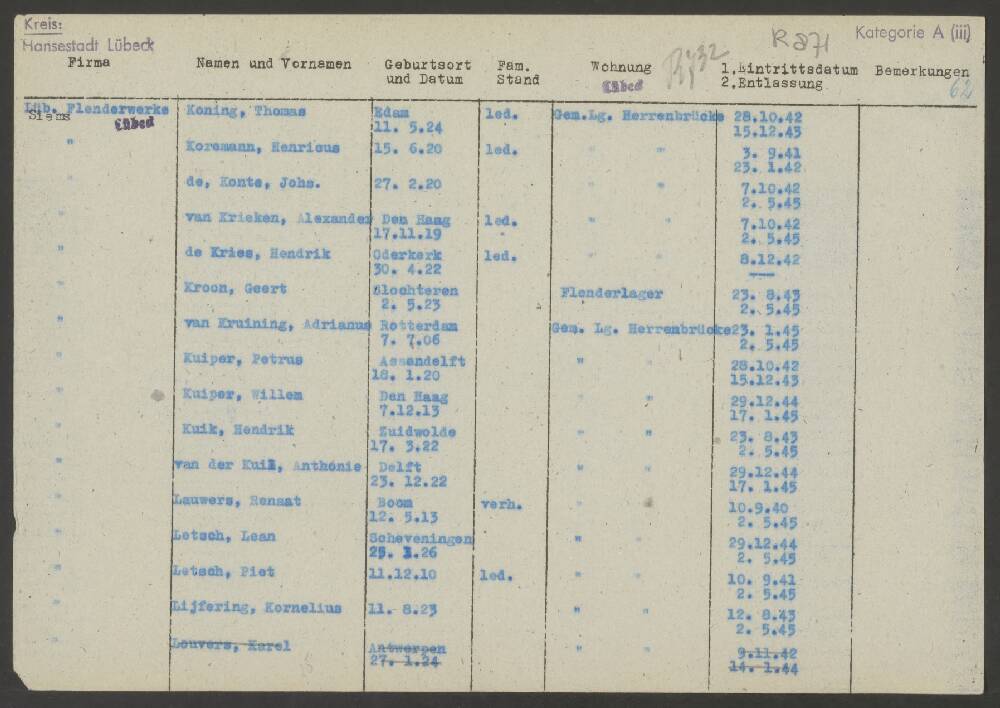 Kreis:
Hansestadt Lübeck
R 871
Kategorie A (iii)
Firma Namen und Vornamen Geburtsort und Datum Fam. Stand Wohnung Lübeck 1.Eintrittsdatum 2.Entlassung Bemerkungen
62
Lüb. Flenderwerke Koning, Thomas Edam led. Gem.Lg. Herrenbrücke 28.10.42
Siems Lübeck 11. 5.24 15.12.43
" Koremann, Henricus 15. 6.20 led. " " 3. 9.41
23. 1.42
" de, Konte, Johs. 27. 2.20 " " 7.10.42
2. 5.45
" van Krieken, Alexander Den Haag led. " " 7.10.42
17.11.19 2. 5.45
" de Kries, Hendrik Oderkerk led. " " 8.12.42
30. 4.22 —
" Kroon, Geert Slochteren Flenderlager 23. 8.43
2. 5.23 2. 5.45
" van Kruining, Adrianus Rotterdam Gem. Lg. Herrenbrücke 23. 1.45
7. 7.06 2. 5.45
" Kuiper, Petrus Assendelft " " 28.10.42
18. 1.20 15.12.43
" Kuiper, Willem Den Haag " " 29.12.44
7.12.13 17. 1.45
" Kuik, Hendrik Zuidwolde " " 23. 8.43
17. 3.22 2. 5.45
" van der Kuil, Anthonie Delft " " 29.12.44
23. 12.22 17. 1.45
" Lauwers, Renaat Boom verh. " " 10.9.40
12. 5.13 2. 5.45
" Letsch, Lean Scheveningen " " 29.12.44
25. 1.26 2. 5.45
" Letsch, Piet 11.12.10 led. " " 10. 9.41
2. 5.45
" Lijfering, Kornelius 11. 8.23 " " 12. 8.43
2. 5.45
" Louvers, Karel Antwerpen " " 9.11.42
27. 1.24 14. 1.44